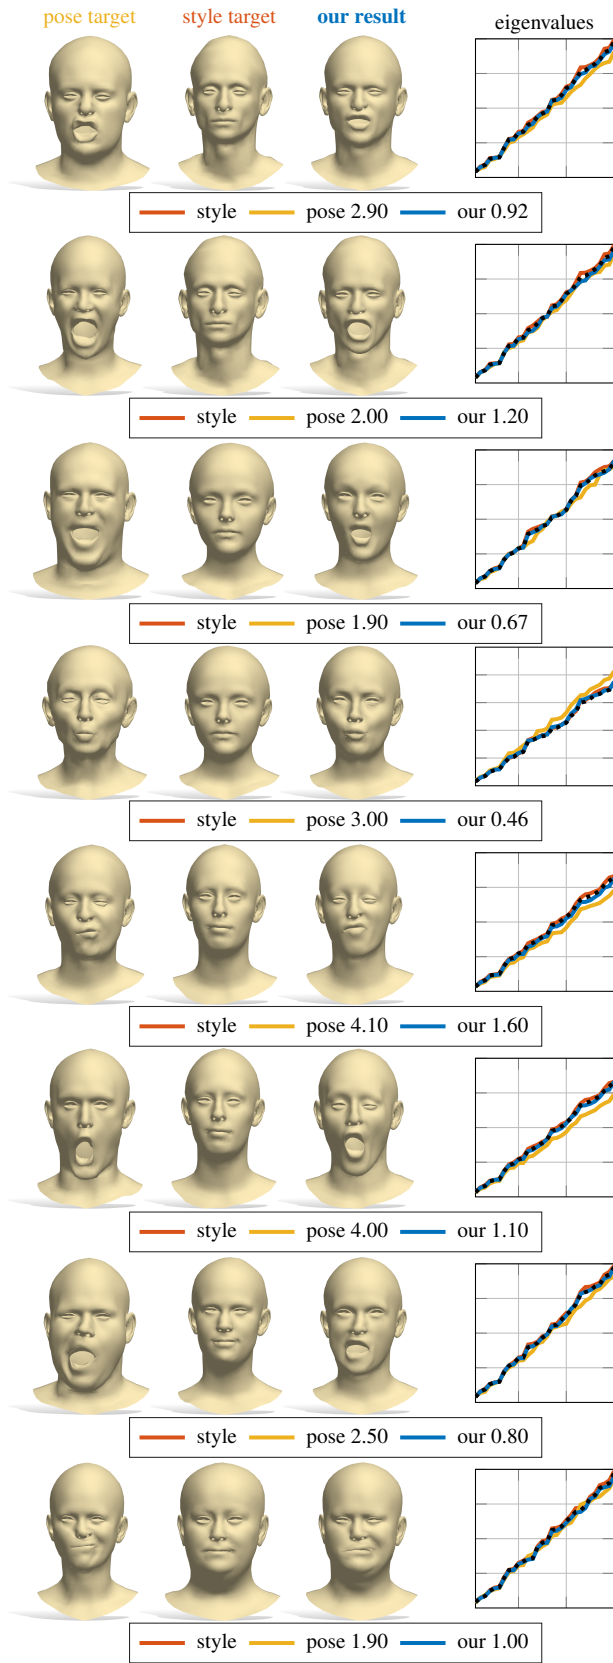 pose target style target our result eigenvalues
style pose 2.90 our 0.92
style pose 2.00 our 1.20
style pose 1.90 our 0.67
style pose 3.00 our 0.46
style pose 4.10 our 1.60
style pose 4.00 our 1.10
style pose 2.50 our 0.80
style pose 1.90 our 1.00